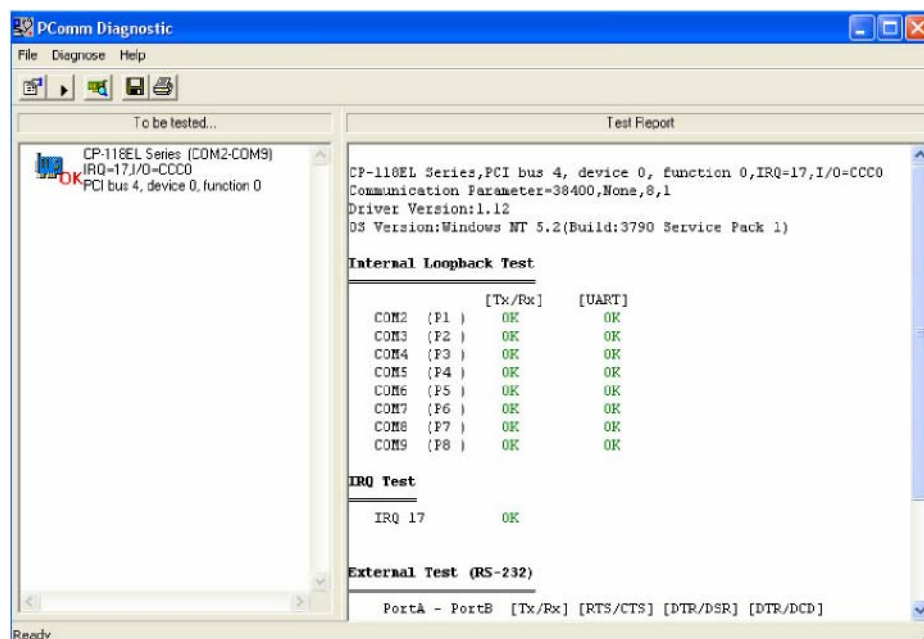 PComm Diagnostic
File Diagnose Help
To be tested...
CP-118EL Series (COM2-COM9)
IRQ=17,I/O=CCC0
PCI bus 4, device 0, function 0
OK
Test Report
CP-118EL Series,PCI bus 4, device 0, function 0,IRQ=17,I/O=CCC0
Communication Parameter=38400,None,8,1
Driver Version:1.12
OS Version:Windows NT 5.2(Build:3790 Service Pack 1)
Internal Loopback Test
[Tx/Rx] [UART]
COM2 (P1 ) OK OK
COM3 (P2 ) OK OK
COM4 (P3 ) OK OK
COM5 (P4 ) OK OK
COM6 (P5 ) OK OK
COM7 (P6 ) OK OK
COM8 (P7 ) OK OK
COM9 (P8 ) OK OK
IRQ Test
IRQ 17 OK
External Test (RS-232)
PortA - PortB [Tx/Rx] [RTS/CTS] [DTR/DSR] [DTR/DCD]
Ready